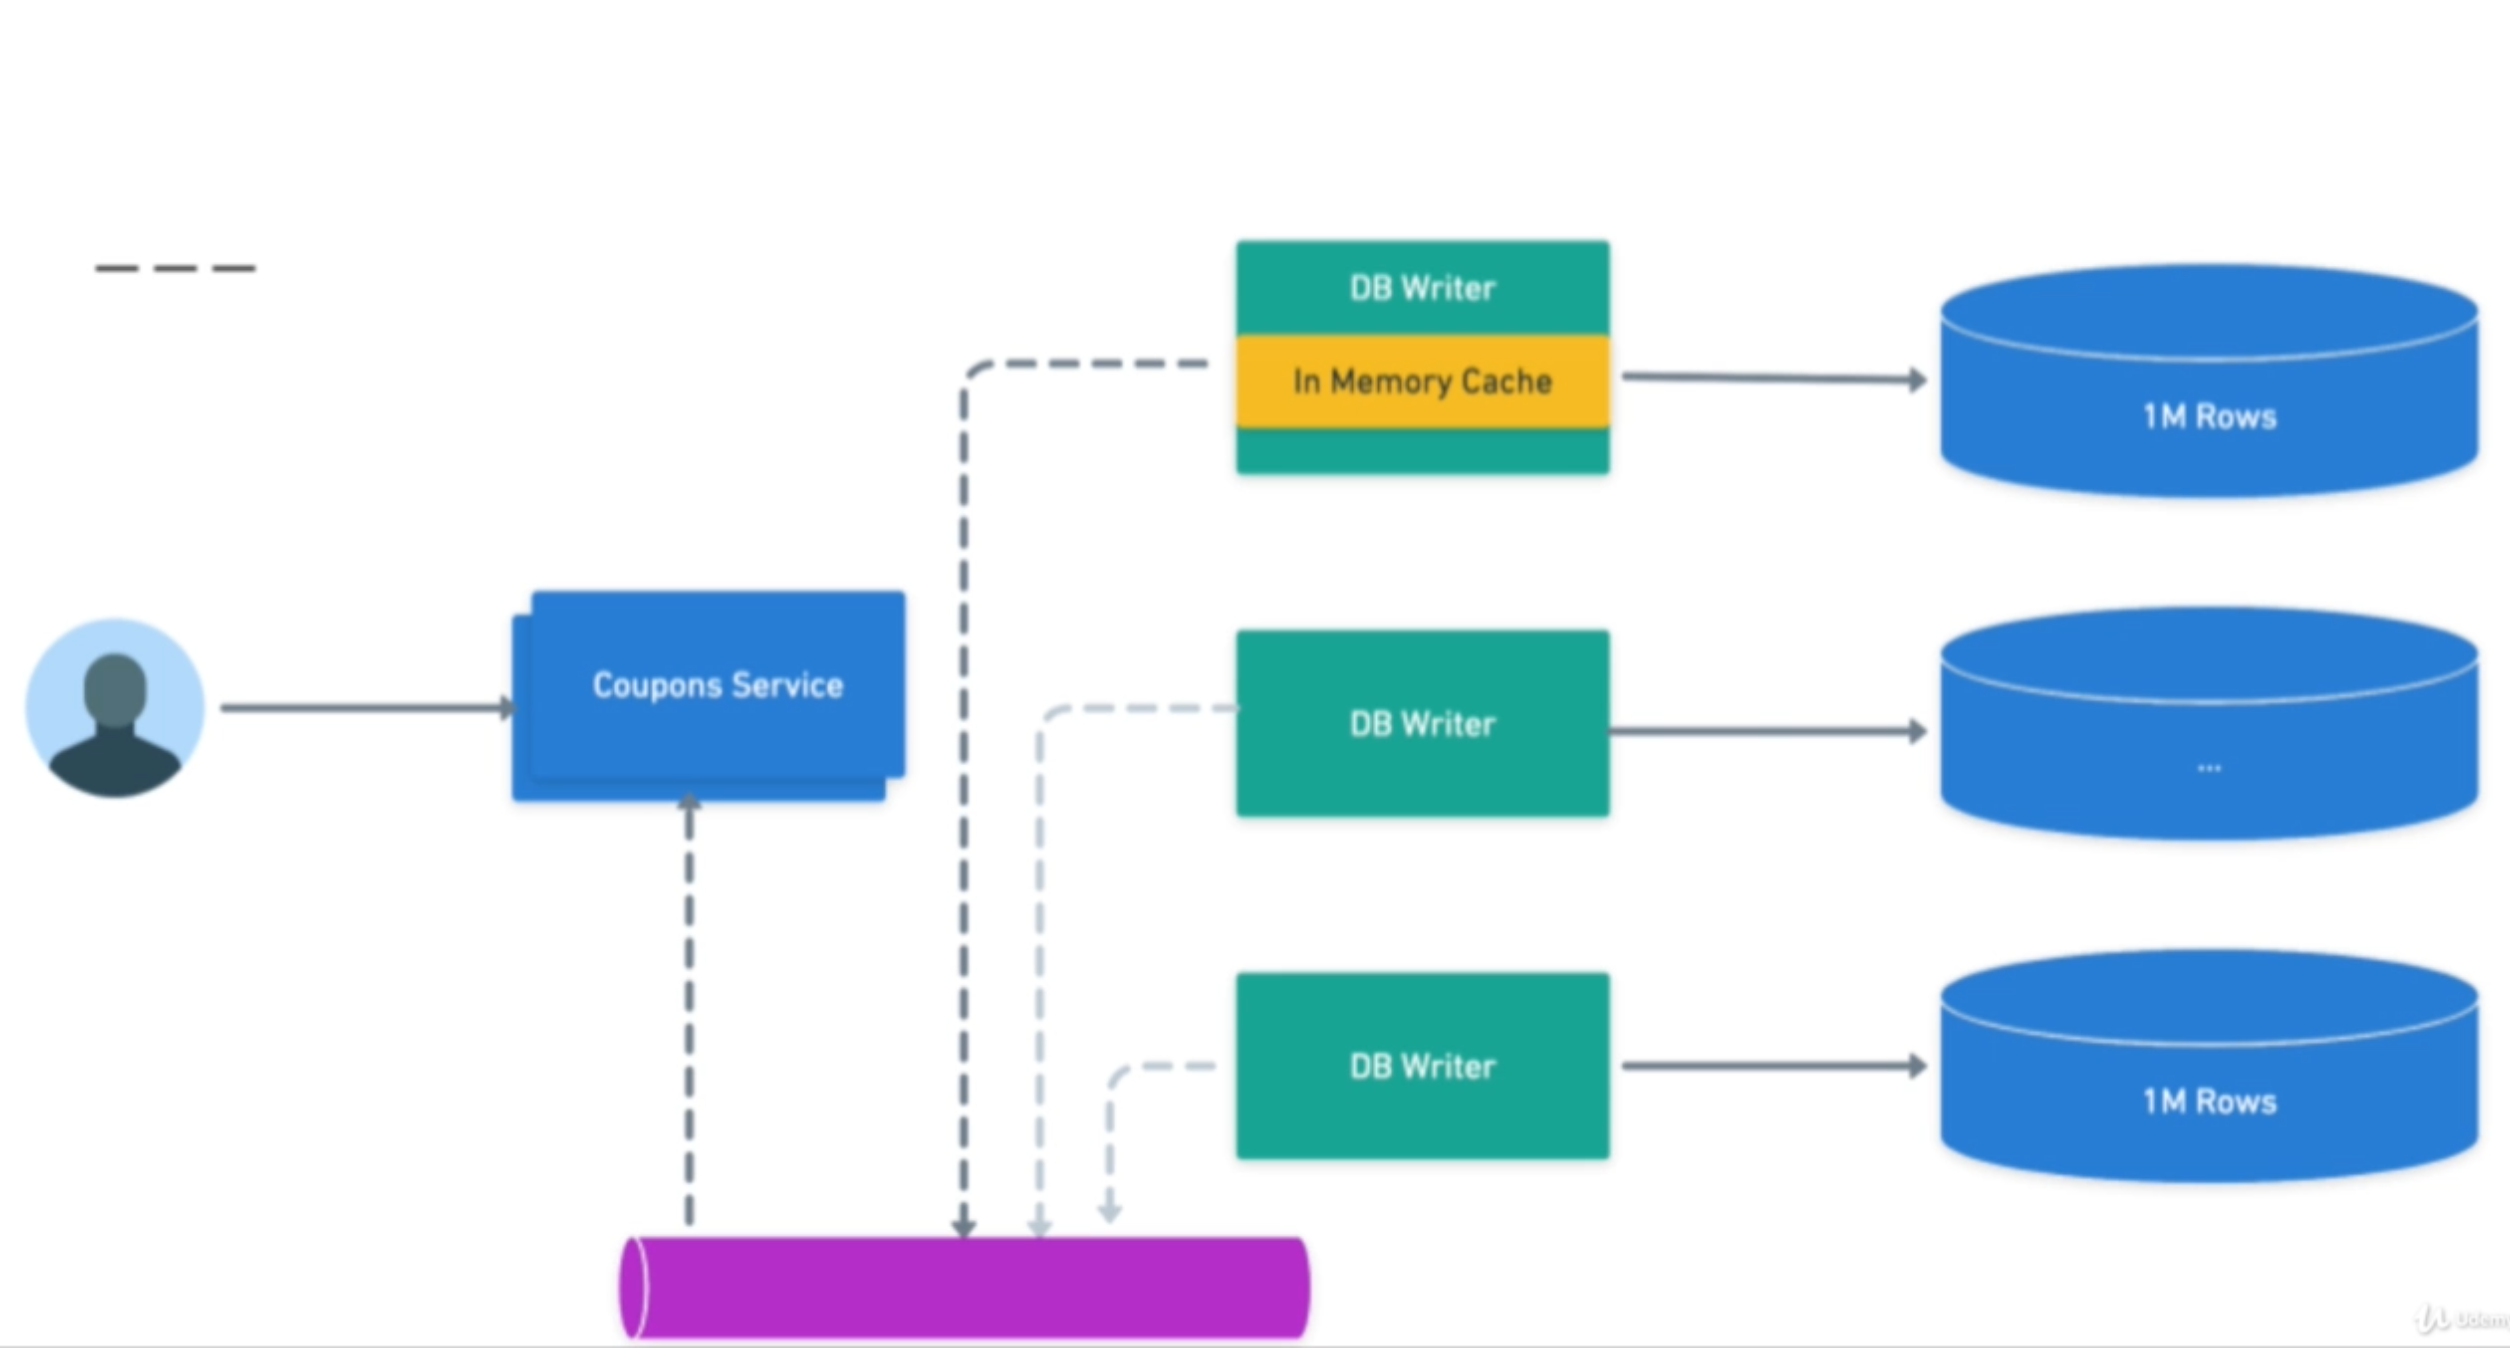 DB Writer
In Memory Cache
1M Rows
Coupons Service
DB Writer
...
DB Writer
1M Rows
Udemy